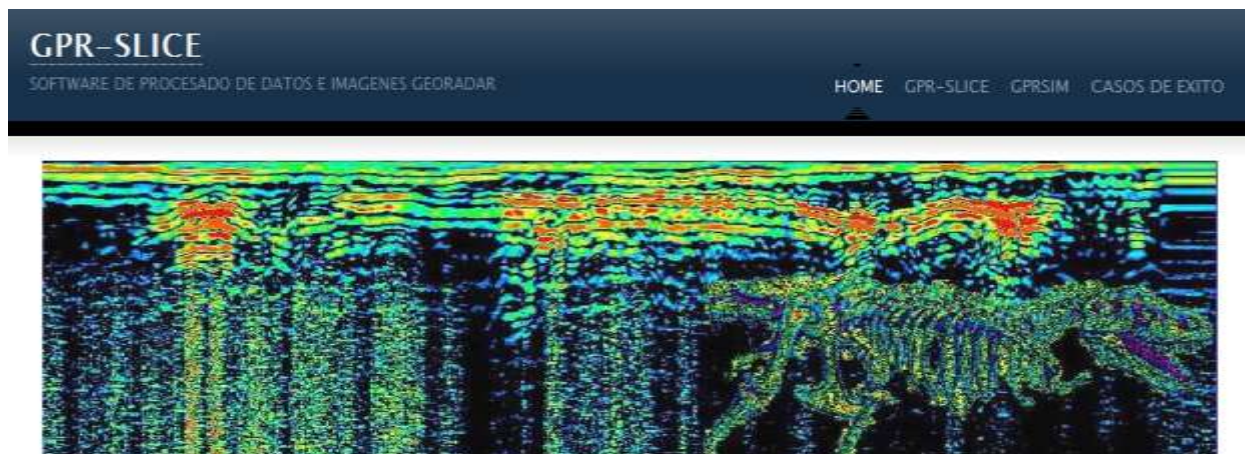 GPR-SLICE
SOFTWARE DE PROCESADO DE DATOS E IMAGENES GEORADAR
HOME GPR-SLICE GPRSIM CASOS DE EXITO